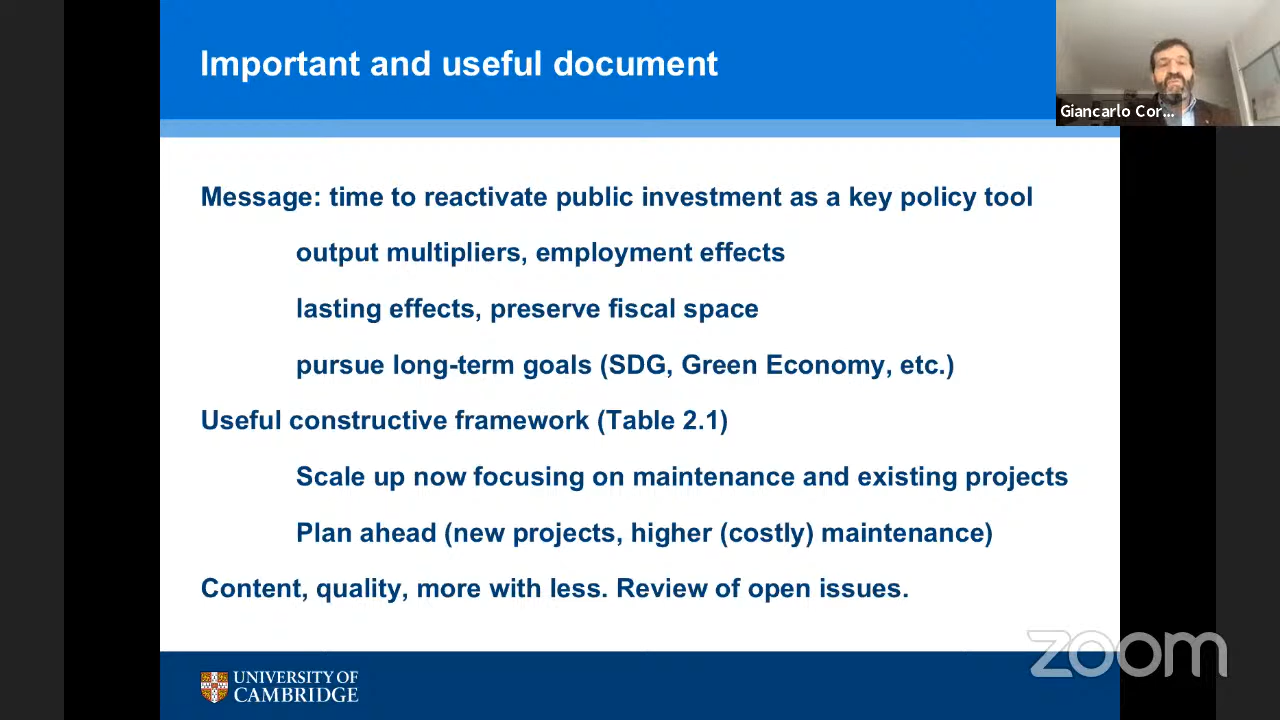 Important and useful document
Giancarlo Cor...
Message: time to reactivate public investment as a key policy tool
output multipliers, employment effects
lasting effects, preserve fiscal space
pursue long-term goals (SDG, Green Economy, etc.)
Useful constructive framework (Table 2.1)
Scale up now focusing on maintenance and existing projects
Plan ahead (new projects, higher (costly) maintenance)
Content, quality, more with less. Review of open issues.
UNIVERSITY OF
CAMBRIDGE
zoom